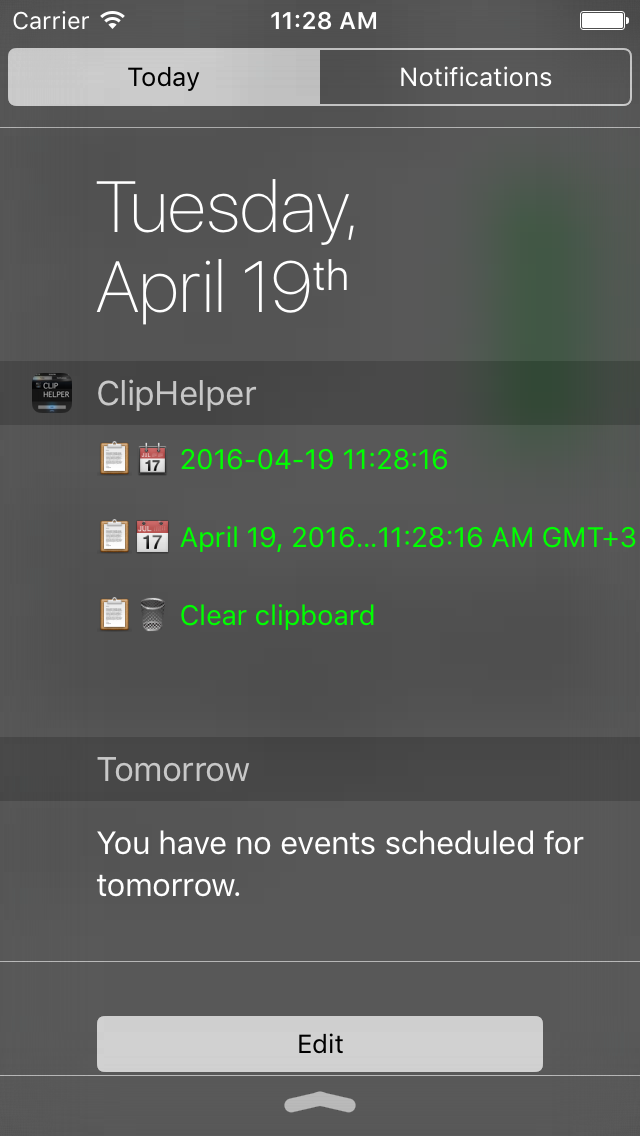 Carrier 11:28 AM
Today Notifications
Tuesday,
April 19th
CLIP
HELPER
ClipHelper
JUL
17
2016-04-19 11:28:16
JUL
17
April 19, 2016...11:28:16 AM GMT+3
Clear clipboard
Tomorrow
You have no events scheduled for
tomorrow.
Edit